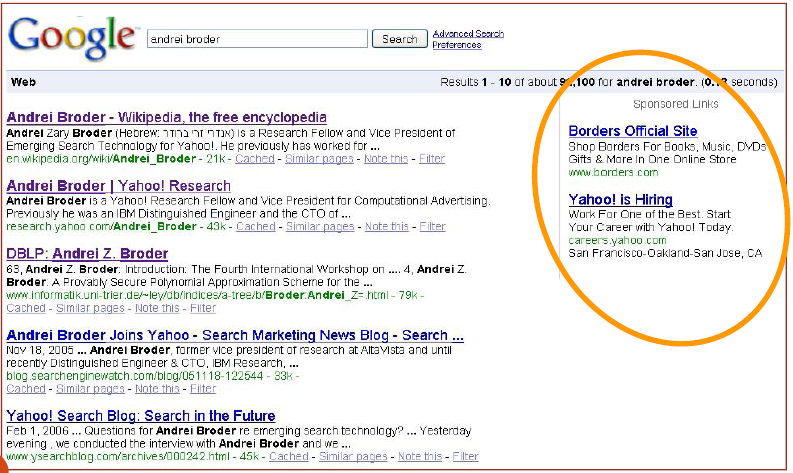 Google
andrei broder
Search
Advanced Search
Preferences
Web
Results 1 - 10 of about for andrei broder. seconds)
Andrei Broder - Wikipedia, the free encyclopedia
Andrei Zary Broder (Hebrew: is a Research Fellow and Vice President of
Emerging Search Technology for Yahoo!. He previously has worked for ...
en.wikipedia.org/wiki/Andrei_Broder - 21k - Cached - Similar pages - Note this - Filter
Andrei Broder | Yahoo! Research
Andrei Broder is a Yahoo! Research Fellow and Vice President for Computational Advertising.
Previously he was an IBM Distinguished Engineer and the CTO of ...
research.yahoo.com/Andrei_Broder - 43k - Cached - Similar pages - Note this - Filter
DBLP: Andrei Z. Broder
63, Andrei Z. Broder: Introduction: The Fourth International Workshop on .... 4, Andrei Z.
Broder: A Provably Secure Polynomial Approximation Scheme for the ...
www.informatik.uni-trier.de/~ley/db/indices/a-tree/b/Broder:Andrei_Z=.html - 79k -
Cached - Similar pages - Note this - Filter
Andrei Broder Joins Yahoo - Search Marketing News Blog - Search ...
Nov 18, 2005 ... Andrei Broder, former vice president of research at AltaVista and until
recently Distinguished Engineer & CTO, IBM Research, ...
blog.searchenginewatch.com/blog/051118-122544 - 33k -
Cached - Similar pages - Note this - Filter
Yahoo! Search Blog: Search in the Future
Feb 1, 2006 ... Questions for Andrei Broder re emerging search technology? ... Yesterday
evening , we conducted the interview with Andrei Broder and we ...
www.ysearchblog.com/archives/000242.html - 45k - Cached - Similar pages - Note this - Filter
Sponsored Links
Borders Official Site
Shop Borders For Books, Music, DVDs
Gifts & More In One Online Store
www.borders.com
Yahoo! is Hiring
Work For One of the Best. Start
Your Career with Yahoo! Today.
careers.yahoo.com
San Francisco-Oakland-San Jose, CA